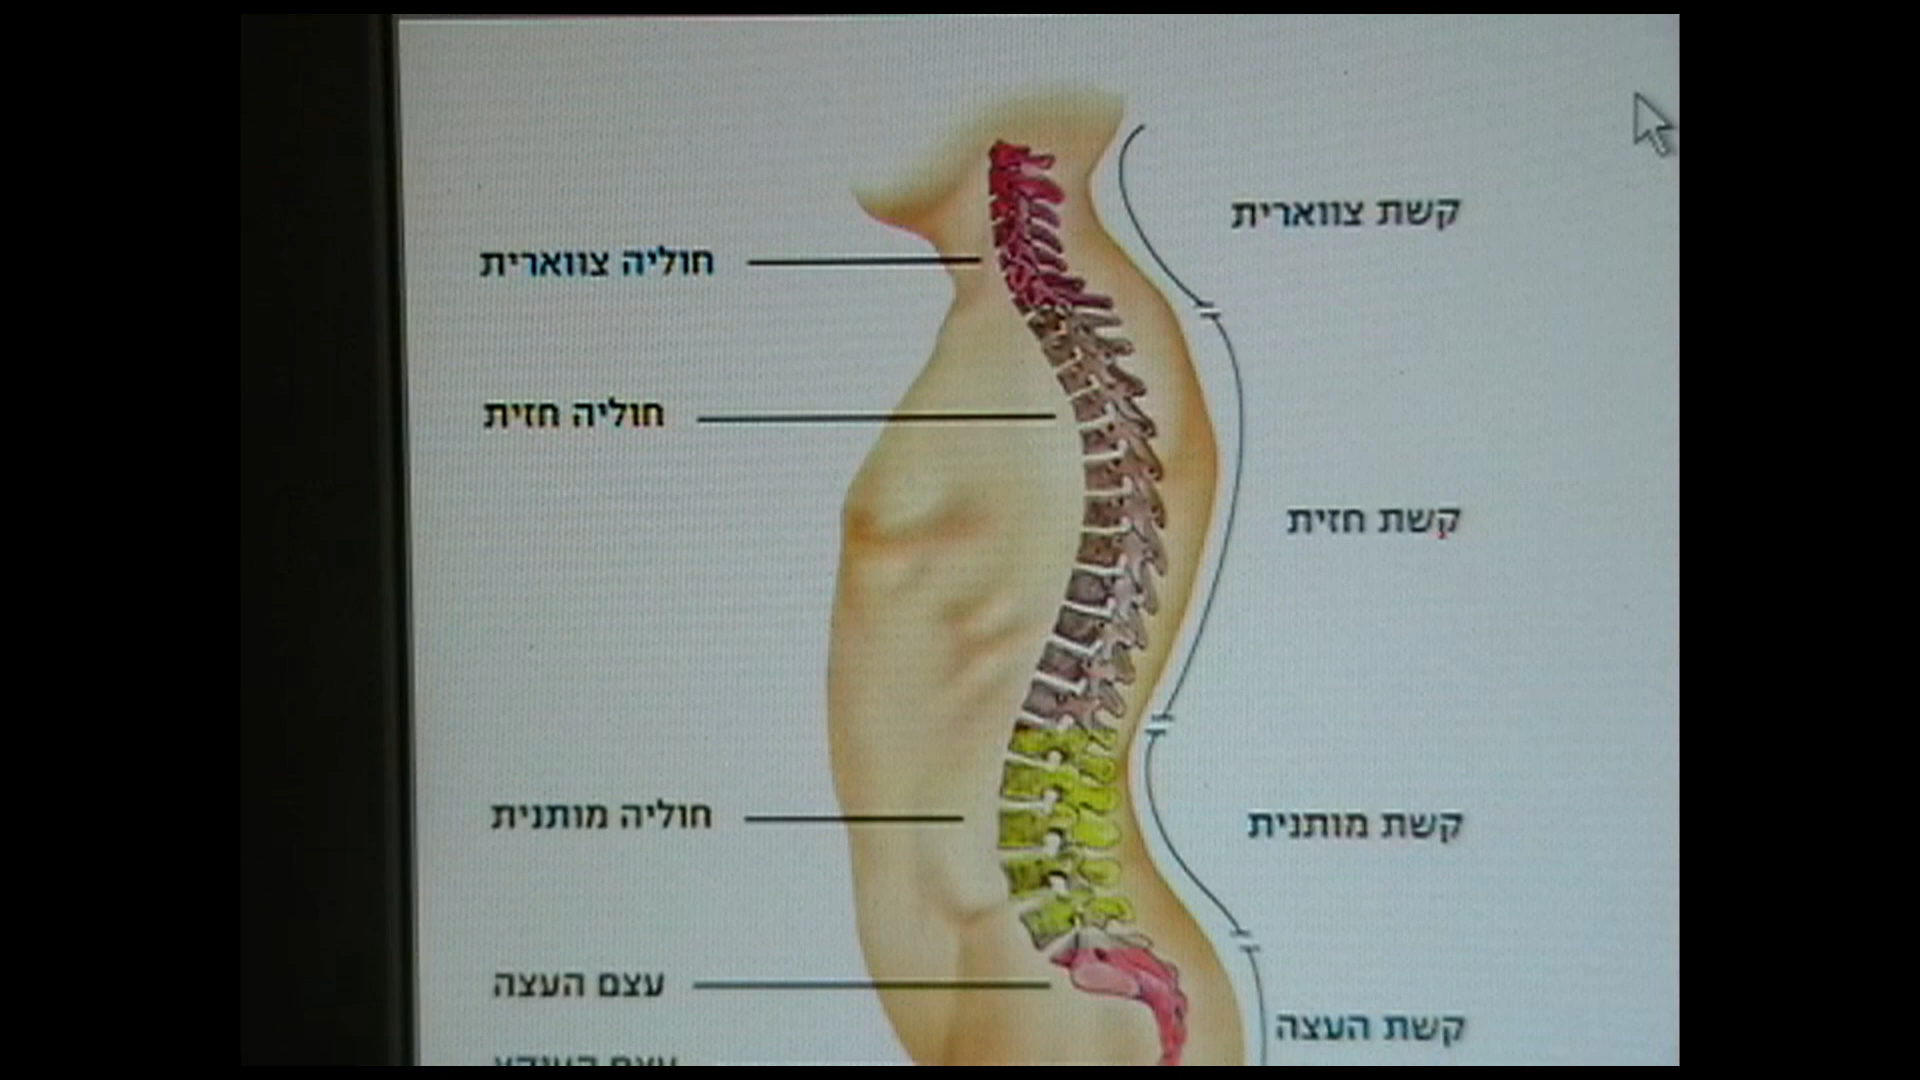 קשת צווארית
חוליה צווארית
חוליה חזית
קשת חזית
חוליה מותנית
קשת מותנית
עצם העצה
קשת העצה